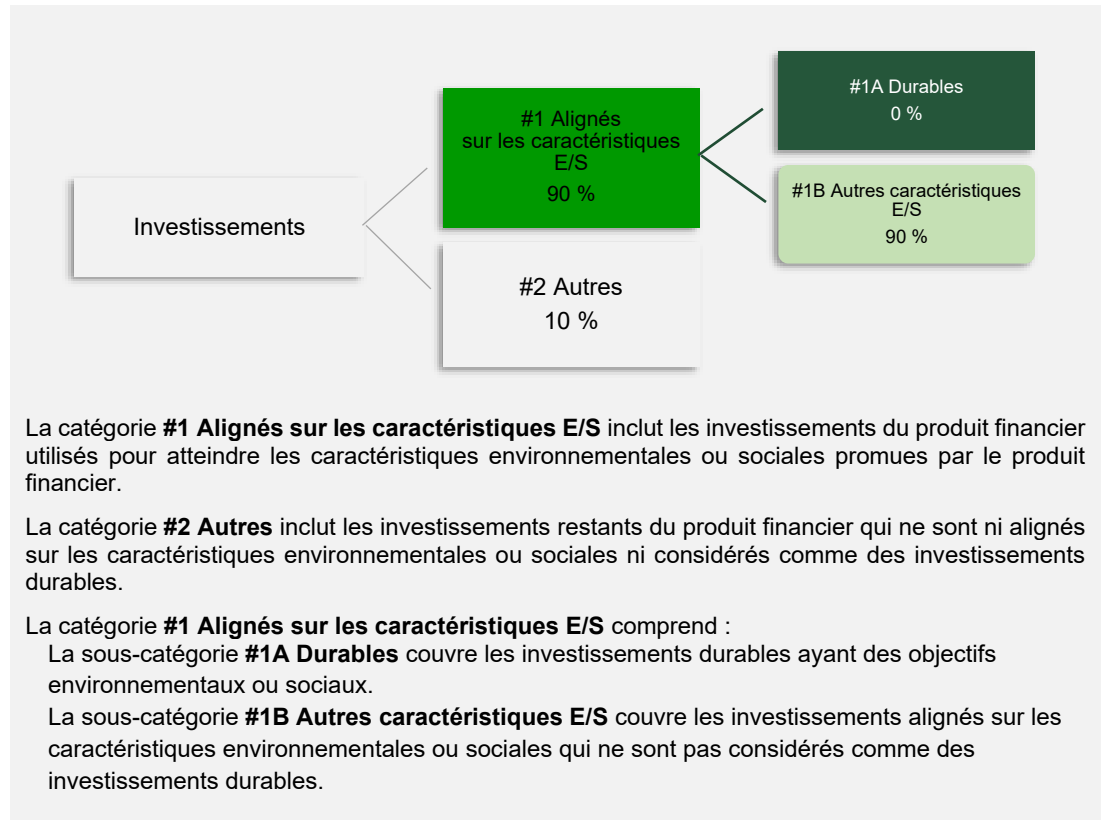 Investissements
#1 Alignés
sur les caractéristiques
E/S
90 %
#2 Autres
10 %
#1A Durables
0 %
#1B Autres caractéristiques
E/S
90 %
La catégorie #1 Alignés sur les caractéristiques E/S inclut les investissements du produit financier
utilisés pour atteindre les caractéristiques environnementales ou sociales promues par le produit
financier.
La catégorie #2 Autres inclut les investissements restants du produit financier qui ne sont ni alignés
sur les caractéristiques environnementales ou sociales ni considérés comme des investissements
durables.
La catégorie #1 Alignés sur les caractéristiques E/S comprend :
La sous-catégorie #1A Durables couvre les investissements durables ayant des objectifs
environnementaux ou sociaux.
La sous-catégorie #1B Autres caractéristiques E/S couvre les investissements alignés sur les
caractéristiques environnementales ou sociales qui ne sont pas considérés comme des
investissements durables.